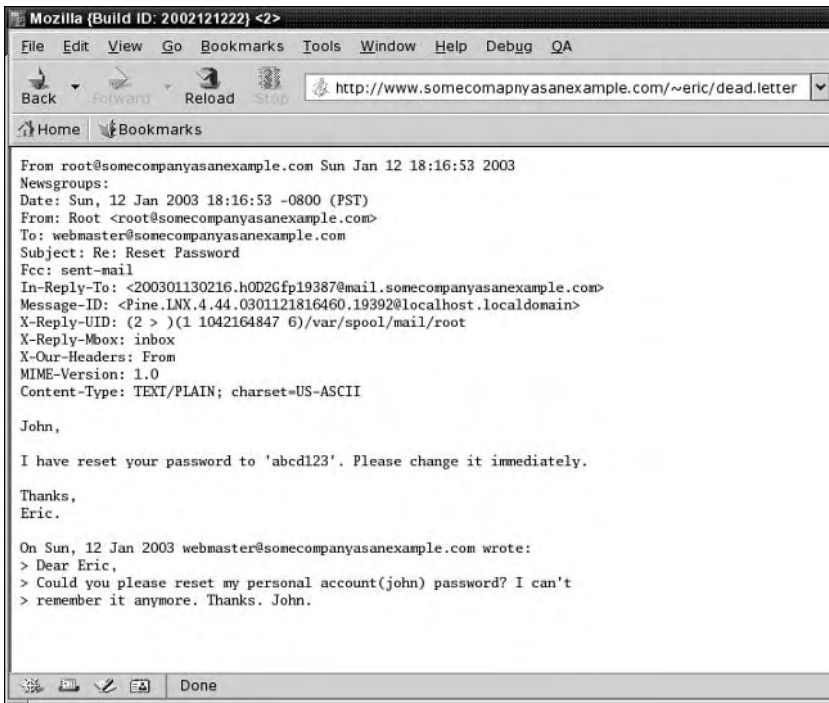 Mozilla {Build ID: 2002121222} <2>
File Edit View Go Bookmarks Tools Window Help Debug QA
Back Forward Reload Stop http://www.somecomapnyasanexample.com/~eric/dead.letter
Home Bookmarks
From root@somecompanyasanexample.com Sun Jan 12 18:16:53 2003
Newsgroups:
Date: Sun, 12 Jan 2003 18:16:53 -0800 (PST)
From: Root <root@somecompanyasanexample.com>
To: webmaster@somecompanyasanexample.com
Subject: Re: Reset Password
Fcc: sent-mail
In-Reply-To: <200301130216.h0D2Gfp19387@mail.somecompanyasanexample.com>
Message-ID: <Pine.LNX.4.44.0301121816460.19392@localhost.localdomain>
X-Reply-UID: (2 > )(1 1042164847 6)/var/spool/mail/root
X-Reply-Mbox: inbox
X-Our-Headers: From
MIME-Version: 1.0
Content-Type: TEXT/PLAIN; charset=US-ASCII
John,
I have reset your password to 'abcd123'. Please change it immediately.
Thanks,
Eric.
On Sun, 12 Jan 2003 webmaster@somecompanyasanexample.com wrote:
> Dear Eric,
> Could you please reset my personal account(john) password? I can't
> remember it anymore. Thanks. John.
Done